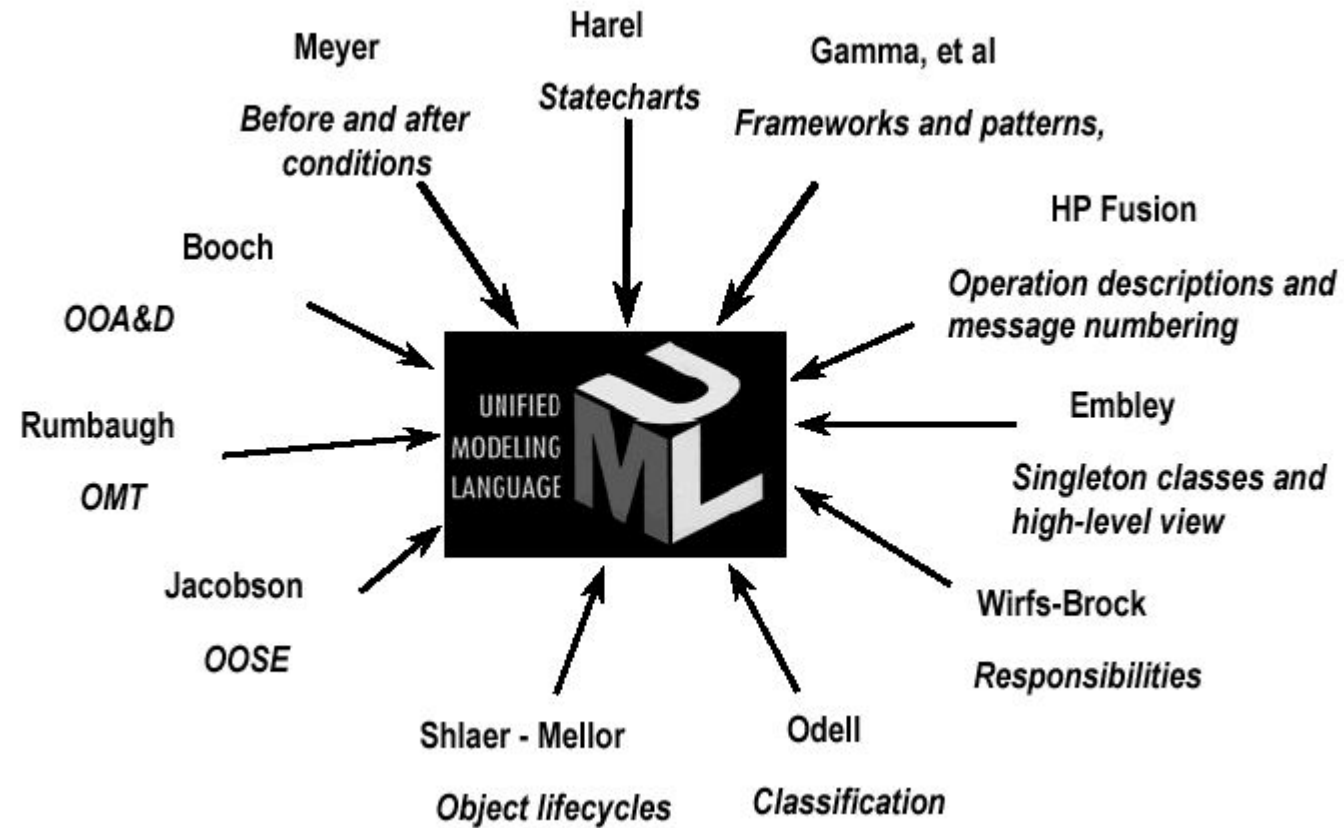 Harel
Statecharts
Meyer
Before and after
conditions
Gamma, et al
Frameworks and patterns,
HP Fusion
Operation descriptions and
message numbering
Booch
OOA&D
Embley
Singleton classes and
high-level view
Rumbaugh
OMT
UNIFIED
MODELING
LANGUAGE
UML
Jacobson
OOSE
Wirfs-Brock
Responsibilities
Shlaer - Mellor
Object lifecycles
Odell
Classification